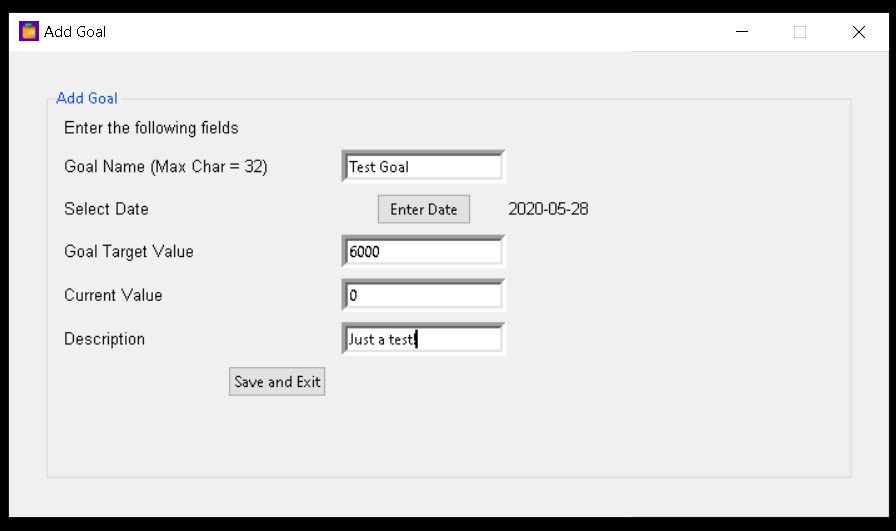 Add Goal
Add Goal
Enter the following fields
Goal Name (Max Char = 32) Test Goal
Select Date Enter Date 2020-05-28
Goal Target Value 6000
Current Value 0
Description Just a test!
Save and Exit